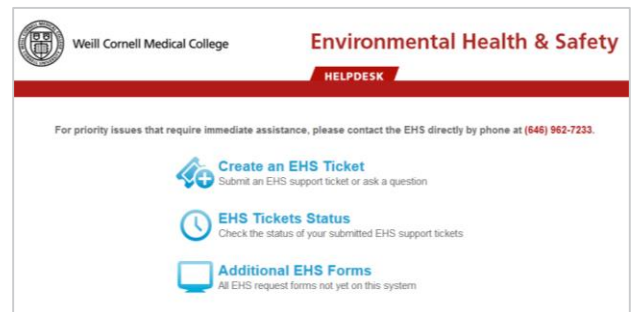 Weill Cornell Medical College
Environmental Health & Safety
HELPDESK
For priority issues that require immediate assistance, please contact the EHS directly by phone at (646) 962-7233.
Create an EHS Ticket
Submit an EHS support ticket or ask a question
EHS Tickets Status
Check the status of your submitted EHS support tickets
Additional EHS Forms
All EHS request forms not yet on this system